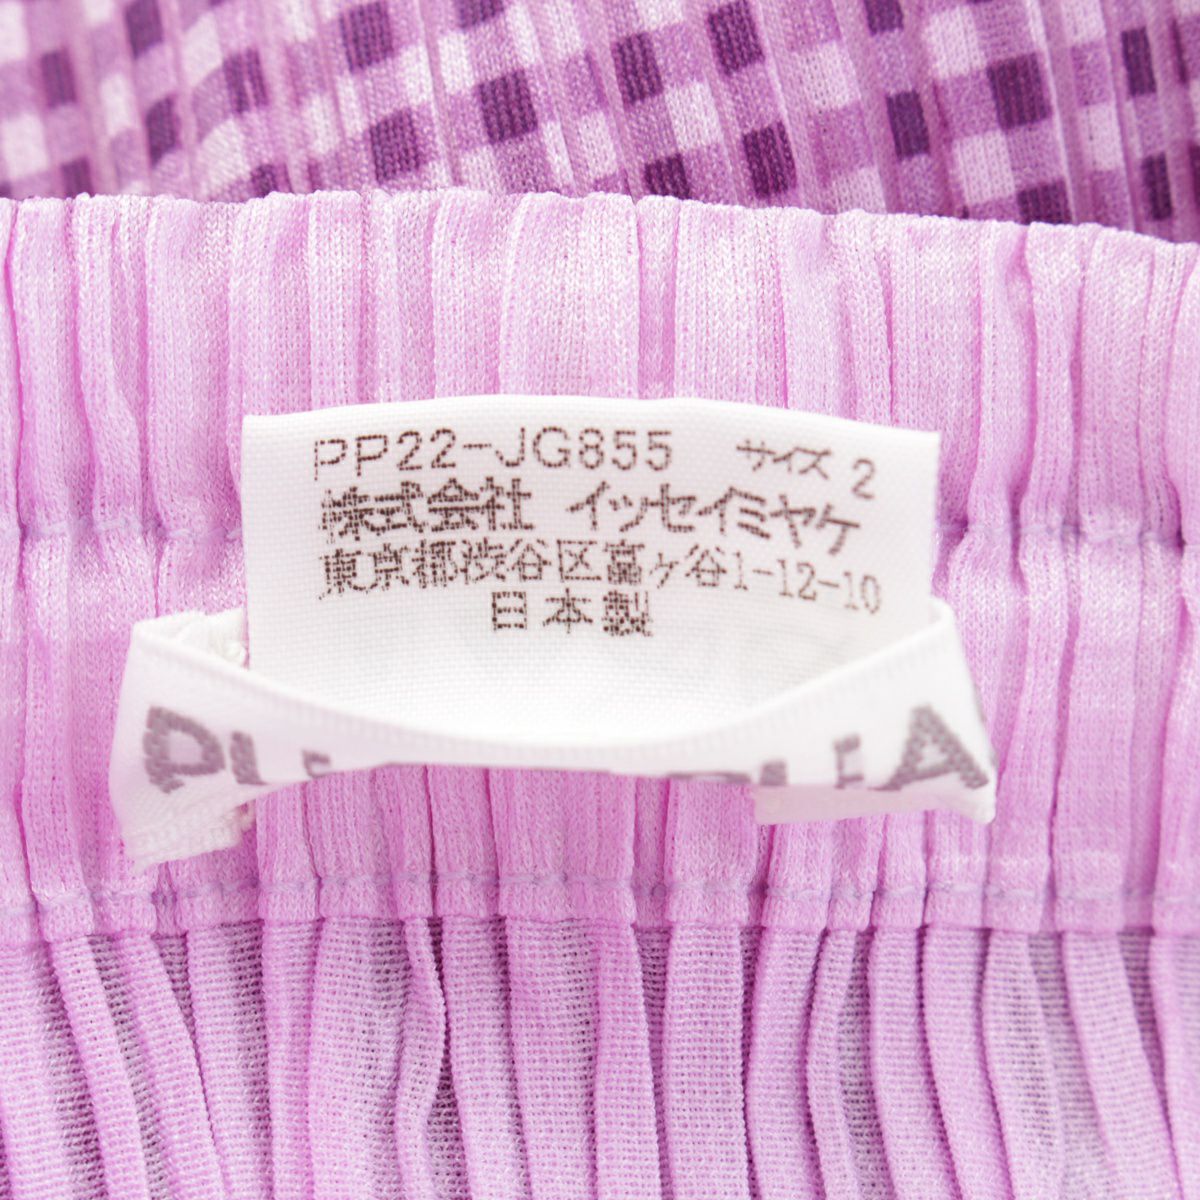 PP22-JG855 サイズ 2
株式会社 イッセイミヤケ
東京都渋谷区富ヶ谷1-12-10
日本製